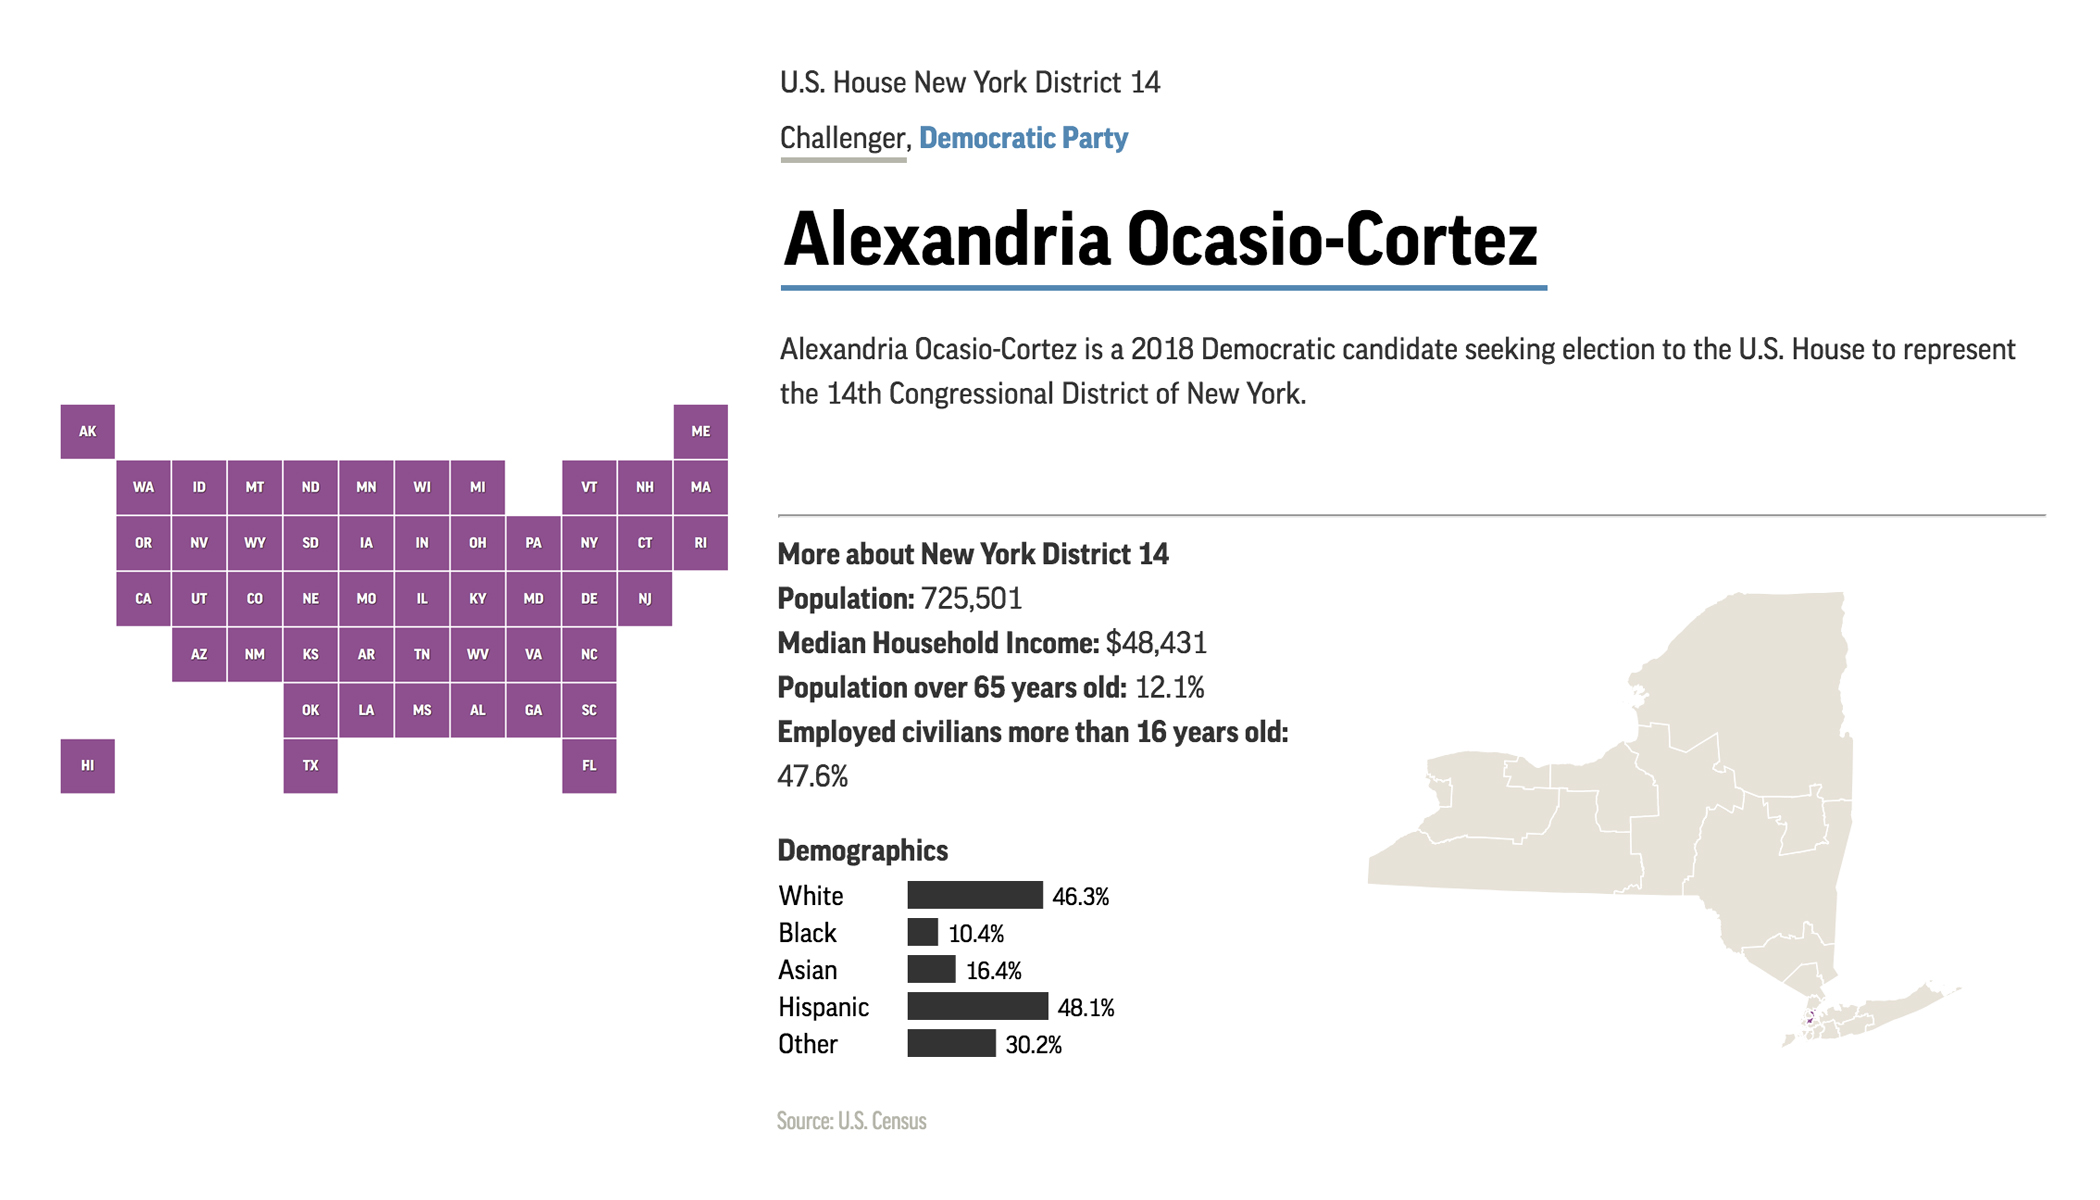 U.S. House New York District 14
Challenger, Democratic Party
Alexandria Ocasio-Cortez
Alexandria Ocasio-Cortez is a 2018 Democratic candidate seeking election to the U.S. House to represent
the 14th Congressional District of New York.
AK ME
WA ID MT ND MN WI MI VT NH MA
OR NV WY SD IA IN OH PA NY CT RI
CA UT CO NE MO IL KY MD DE NJ
AZ NM KS AR TN WV VA NC
OK LA MS AL GA SC
HI TX FL
More about New York District 14
Population: 725,501
Median Household Income: $48,431
Population over 65 years old: 12.1%
Employed civilians more than 16 years old:
47.6%
Demographics
White 46.3%
Black 10.4%
Asian 16.4%
Hispanic 48.1%
Other 30.2%
Source: U.S. Census